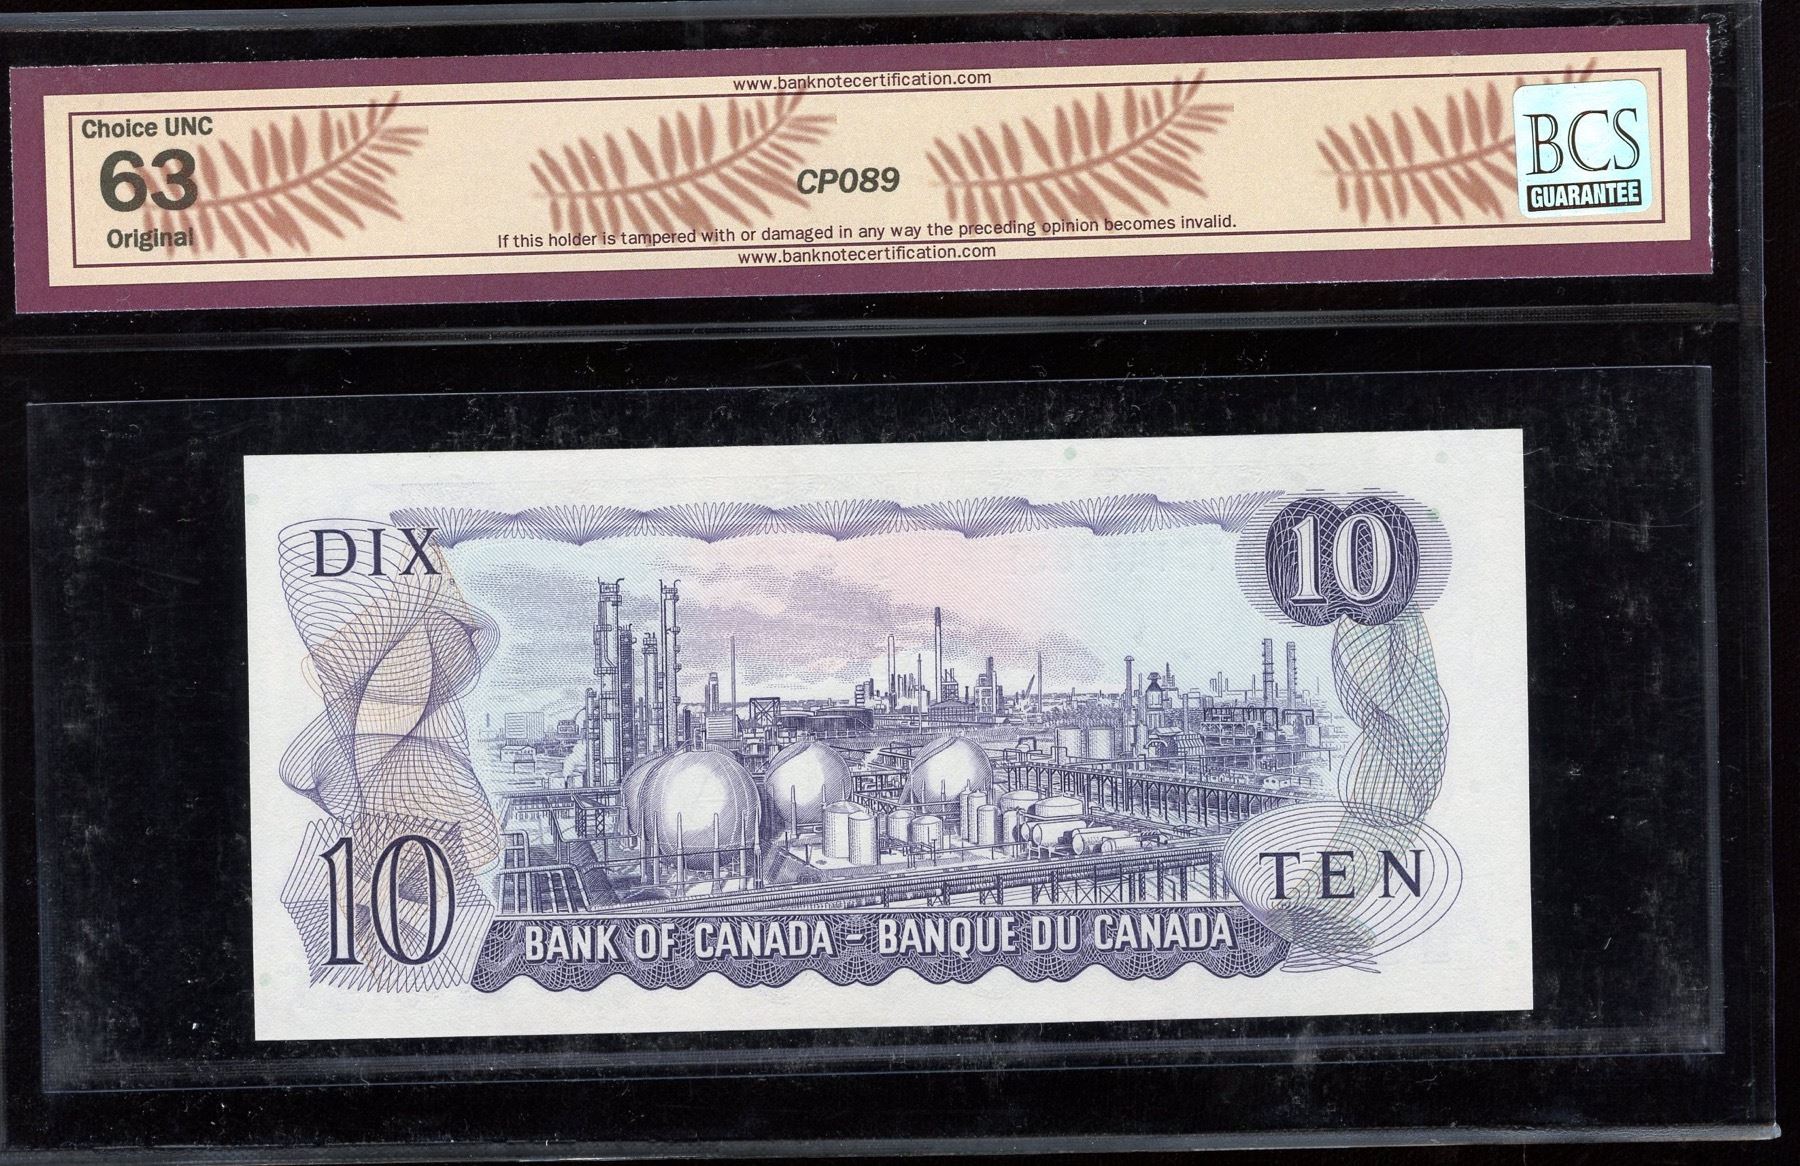 www.banknotecertification.com
Choice UNC
63
Original
CP089
BCS
GUARANTEE
If this holder is tampered with or damaged in any way the preceding opinion becomes invalid.
www.banknotecertification.com
DIX
10
10
TEN
BANK OF CANADA - BANQUE DU CANADA